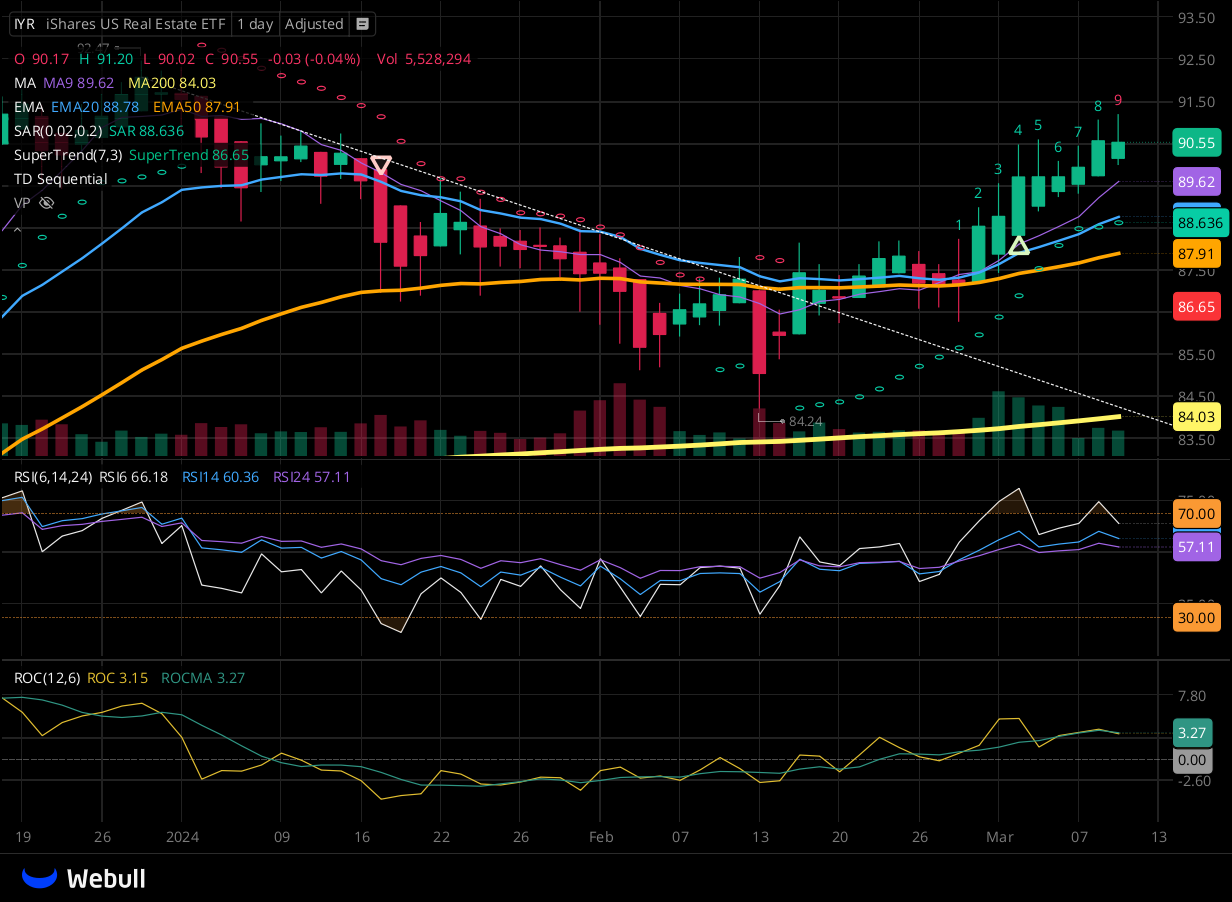 IYR iShares US Real Estate ETF 1 day Adjusted
93.50
O 90.17 H 91.20 L 90.02 C 90.55 -0.03 (-0.04%) Vol 5,528,294
92.50
MA MA9 89.62 MA200 84.03
EMA EMA20 88.78 EMA50 87.91
91.50
SAR(0.02,0.2) SAR 88.636
SuperTrend(7,3) SuperTrend 86.65
TD Sequential
VP
1 2 3 4 5 6 7 8 9
90.55
89.62
88.636
87.91
87.50
86.65
85.50
84.50
84.24
84.03
83.50
RSI(6,14,24) RSI6 66.18 RSI14 60.36 RSI24 57.11
70.00
57.11
30.00
ROC(12,6) ROC 3.15 ROCMA 3.27
7.80
3.27
0.00
-2.60
19 26 2024 09 16 22 26 Feb 07 13 20 26 Mar 07 13
Webull